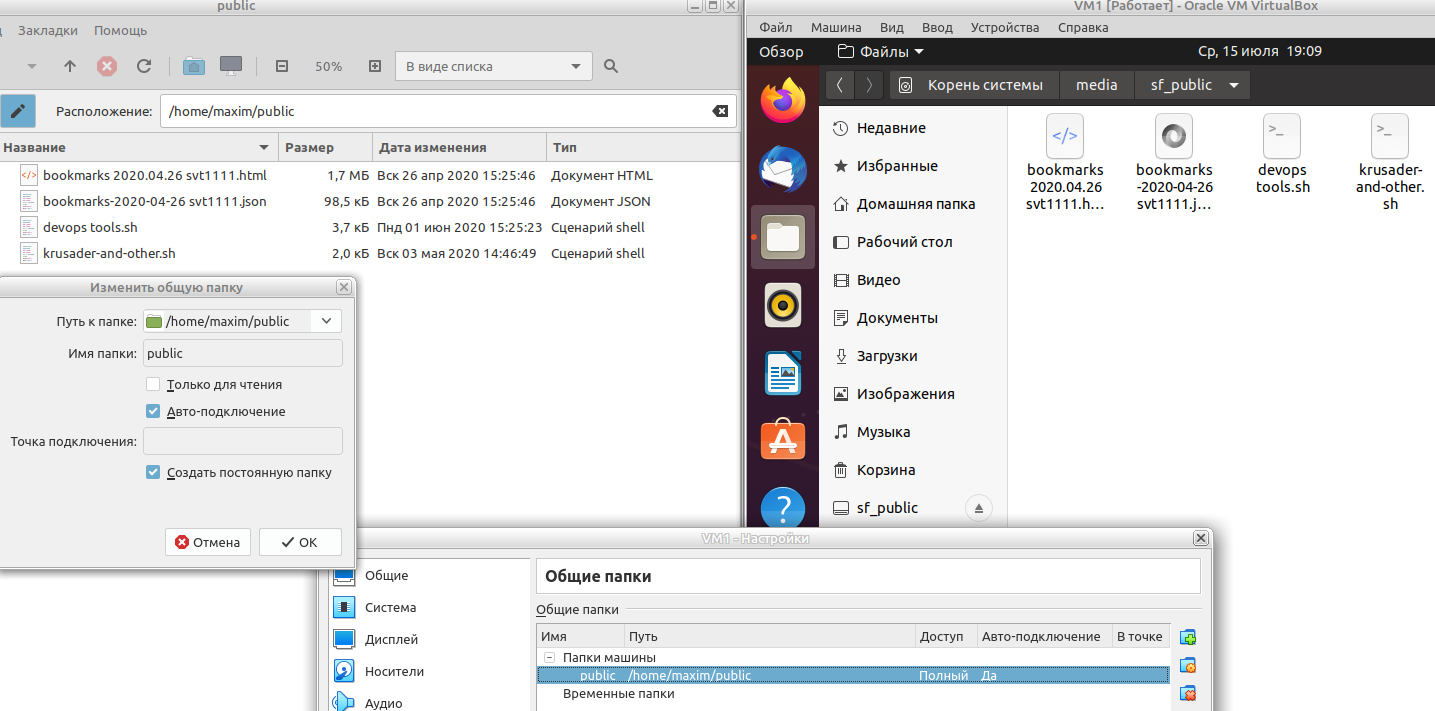 public
Закладки Помощь
50% В виде списка
Расположение: /home/maxim/public
Название Размер Дата изменения Тип
bookmarks 2020.04.26 svt1111.html 1,7 МБ Вск 26 апр 2020 15:25:46 Документ HTML
bookmarks-2020-04-26 svt1111.json 98,5 кБ Вск 26 апр 2020 15:25:46 Документ JSON
devops tools.sh 3,7 кБ Пнд 01 июн 2020 15:25:23 Сценарий shell
krusader-and-other.sh 2,0 кБ Вск 03 мая 2020 14:46:49 Сценарий shell
Изменить общую папку
Путь к папке: /home/maxim/public
Имя папки: public
Только для чтения
Авто-подключение
Точка подключения:
Создать постоянную папку
Отмена OK
VM1 [Работает] - Oracle VM VirtualBox
Файл Машина Вид Ввод Устройства Справка
Обзор Файлы Ср, 15 июля 19:09
Корень системы media sf_public
Недавние
Избранные
Домашняя папка
Рабочий стол
Видео
Документы
Загрузки
Изображения
Музыка
Корзина
sf_public
bookmarks
2020.04.26
svt1111.h…
bookmarks
-2020-04-26
svt1111.j…
devops
tools.sh
krusader-
and-other.
sh
VM1 - Настройки
Общие
Система
Дисплей
Носители
Аудио
Общие папки
Общие папки
Имя Путь Доступ Авто-подключение В точке
Папки машины
public /home/maxim/public Полный Да
Временные папки